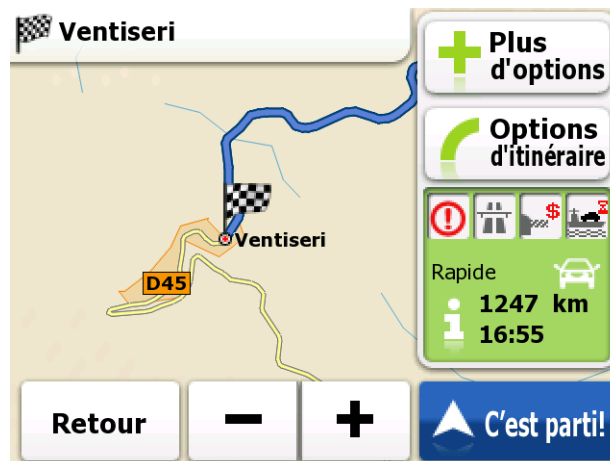 Ventiseri
Plus
d'options
Options
d'itinéraire
$
Ventiseri
D45
Rapide
1247 km
16:55
Retour
C'est parti!